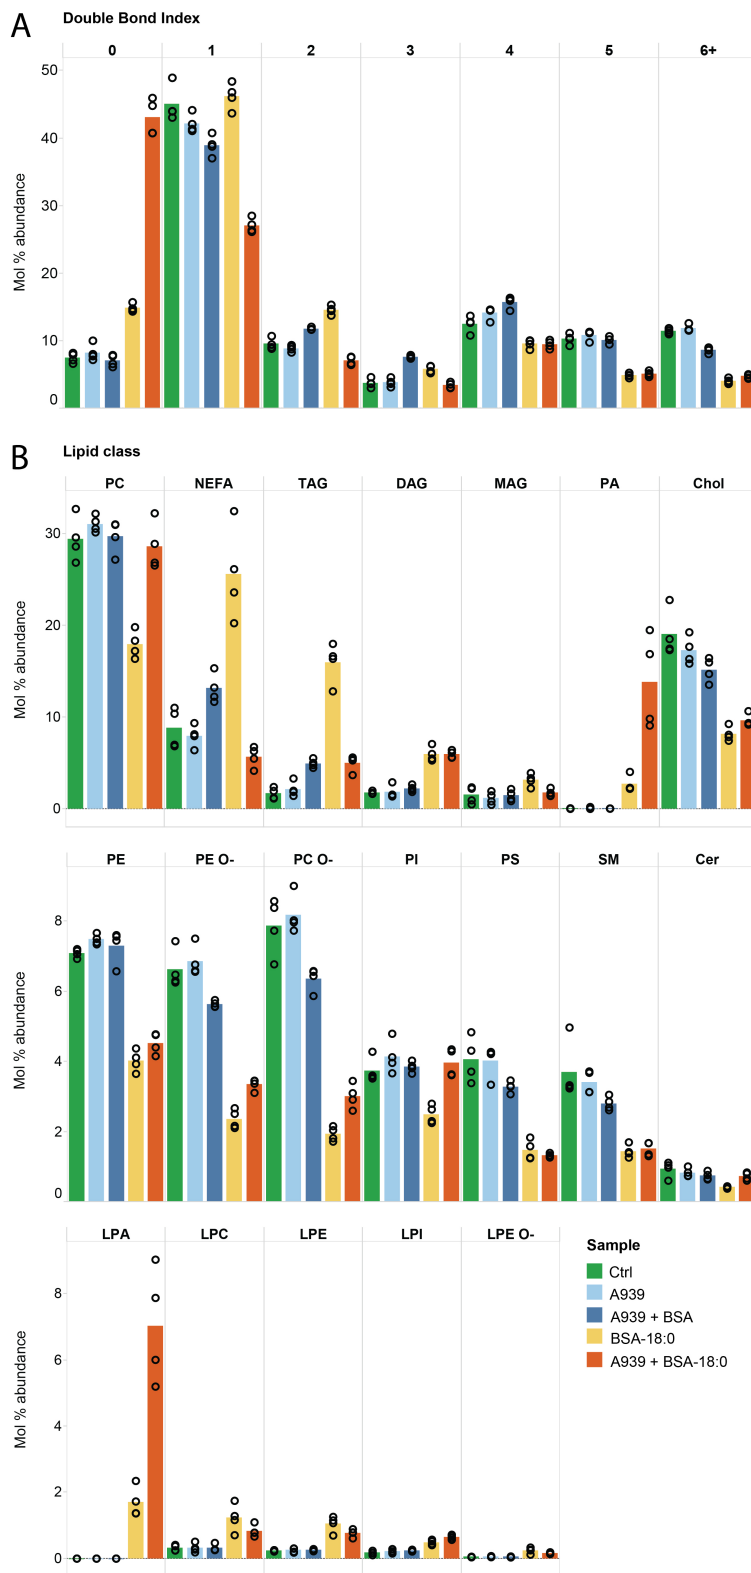 A
Double Bond Index
0 1 2 3 4 5 6+
50
40
30
20
10
0
Mol % abundance
B
Lipid class
PC NEFA TAG DAG MAG PA Chol
30
20
10
0
Mol % abundance
PE PE O- PC O- PI PS SM Cer
8
6
4
2
0
Mol % abundance
LPA LPC LPE LPI LPE O-
8
6
4
2
0
Mol % abundance
Sample
Ctrl
A939
A939 + BSA
BSA-18:0
A939 + BSA-18:0